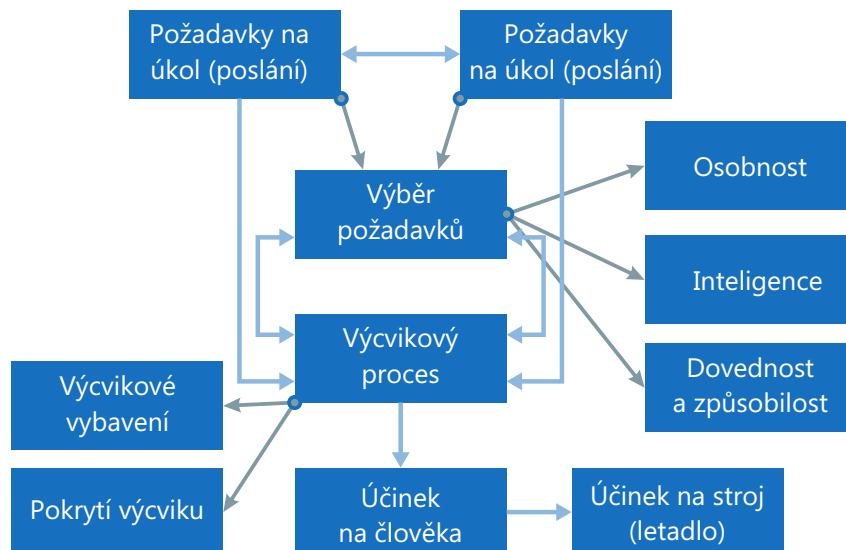 Požadavky na
úkol (poslání)
Požadavky
na úkol (poslání)
Výběr
požadavků
Osobnost
Inteligence
Dovednost
a způsobilost
Výcvikový
proces
Výcvikové
vybavení
Pokrytí výcviku
Účinek
na člověka
Účinek na stroj
(letadlo)